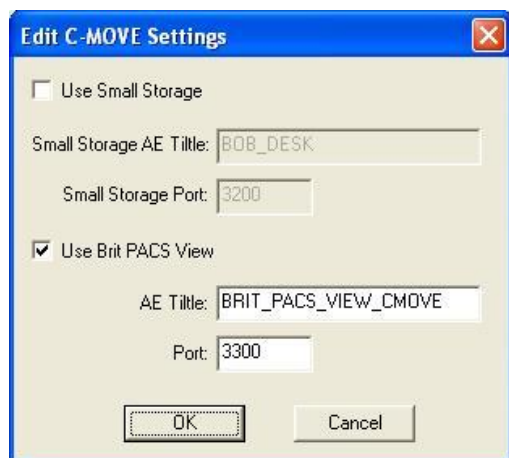 Edit C-MOVE Settings
Use Small Storage
Small Storage AE Tiltle: BOB_DESK
Small Storage Port: 3200
Use Brit PACS View
AE Tiltle: BRIT_PACS_VIEW_CMOVE
Port: 3300
OK Cancel